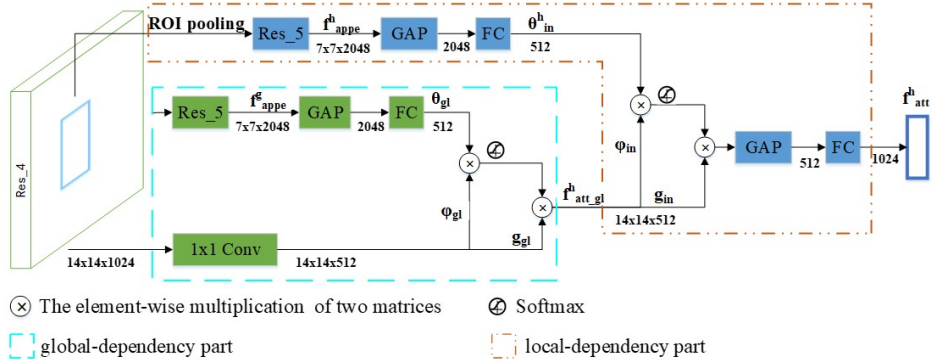 ROI pooling
Res_5
f^h_appe
7x7x2048
GAP
2048
FC
θ^h_in
512
Res_4
Res_5
f^g_appe
7x7x2048
GAP
2048
FC
θ_gl
512
φ_gl
14x14x1024
1x1 Conv
14x14x512
g_gl
f^h_att_gl
14x14x512
φ_in
g_in
GAP
512
FC
1024
f^h_att
The element-wise multiplication of two matrices
Softmax
global-dependency part
local-dependency part